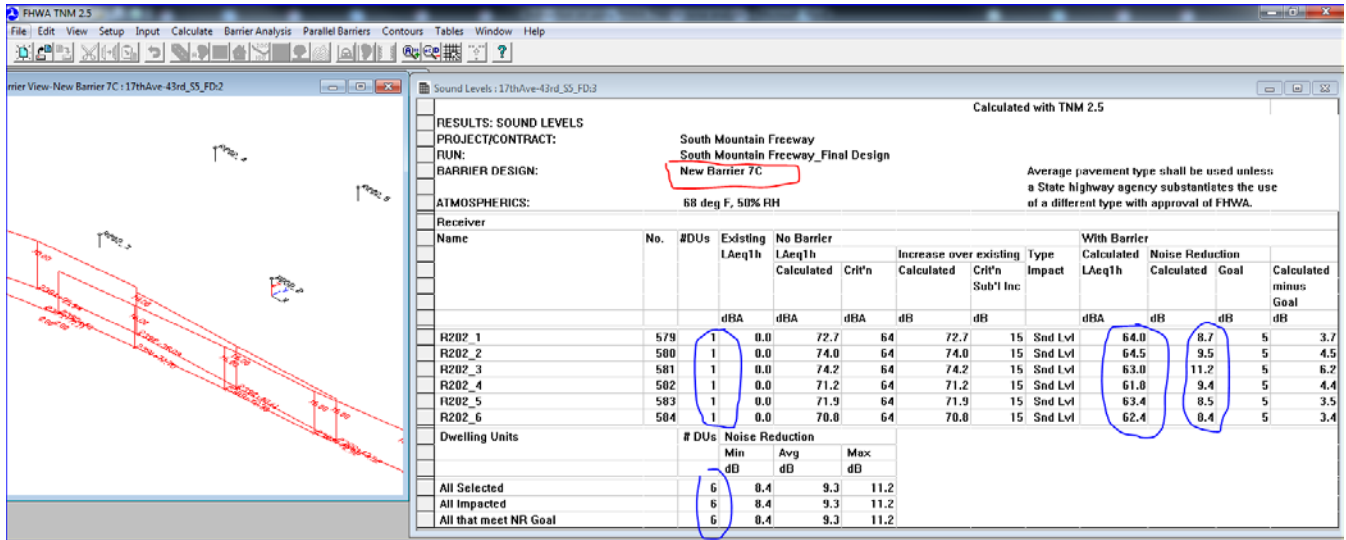 FHWA TNM 2.5
File Edit View Setup Input Calculate Barrier Analysis Parallel Barriers Contours Tables Window Help
rrier View-New Barrier 7C : 17thAve-43rd_S5_FD:2
R202_3
R202_2
Sound Levels : 17thAve-43rd_S5_FD:3
Calculated with TNM 2.5
RESULTS: SOUND LEVELS
PROJECT/CONTRACT: South Mountain Freeway
RUN: South Mountain Freeway_Final Design
BARRIER DESIGN: New Barrier 7C Average pavement type shall be used unless
a State highway agency substantiates the use
ATMOSPHERICS: 68 deg F, 50% RH of a different type with approval of FHWA.
Receiver
Name No. #DUs Existing No Barrier With Barrier
LAeq1h LAeq1h Increase over existing Type Calculated Noise Reduction
Calculated Crit'n Calculated Crit'n Impact LAeq1h Calculated Goal Calculated
Sub'l Inc minus
Goal
dBA dBA dBA dB dB dBA dB dB dB
R202_1 579 1 0.0 72.7 64 72.7 15 Snd Lvl 64.0 8.7 5 3.7
R202_2 580 1 0.0 74.0 64 74.0 15 Snd Lvl 64.5 9.5 5 4.5
R202_3 581 1 0.0 74.2 64 74.2 15 Snd Lvl 63.0 11.2 5 6.2
R202_4 582 1 0.0 71.2 64 71.2 15 Snd Lvl 61.8 9.4 5 4.4
R202_5 583 1 0.0 71.9 64 71.9 15 Snd Lvl 63.4 8.5 5 3.5
R202_6 584 1 0.0 70.8 64 70.8 15 Snd Lvl 62.4 8.4 5 3.4
Dwelling Units # DUs Noise Reduction
Min Avg Max
dB dB dB
All Selected 6 8.4 9.3 11.2
All Impacted 6 8.4 9.3 11.2
All that meet NR Goal 6 8.4 9.3 11.2